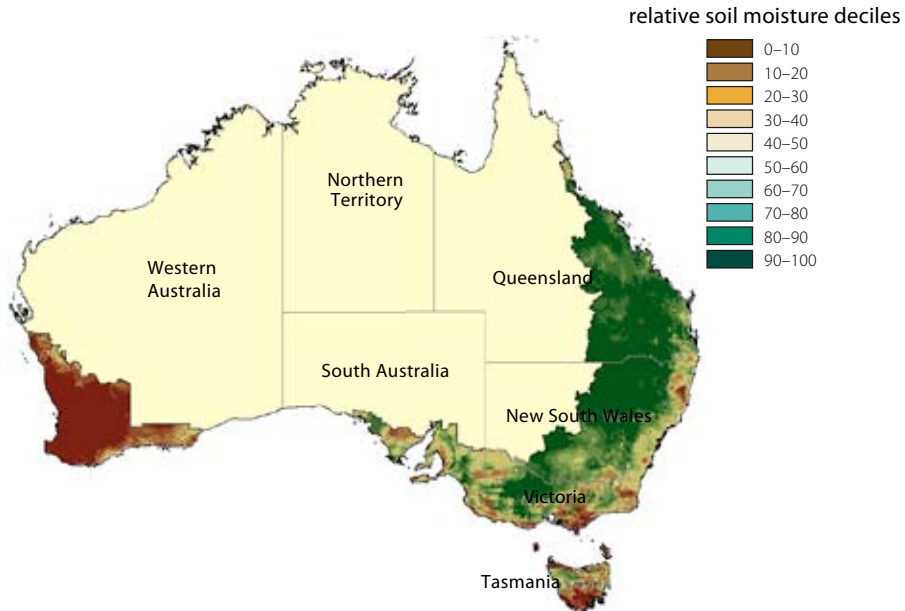 relative soil moisture deciles
0–10
10–20
20–30
30–40
40–50
50–60
60–70
70–80
80–90
90–100
Northern
Territory
Western
Australia
Queensland
South Australia
New South Wales
Victoria
Tasmania